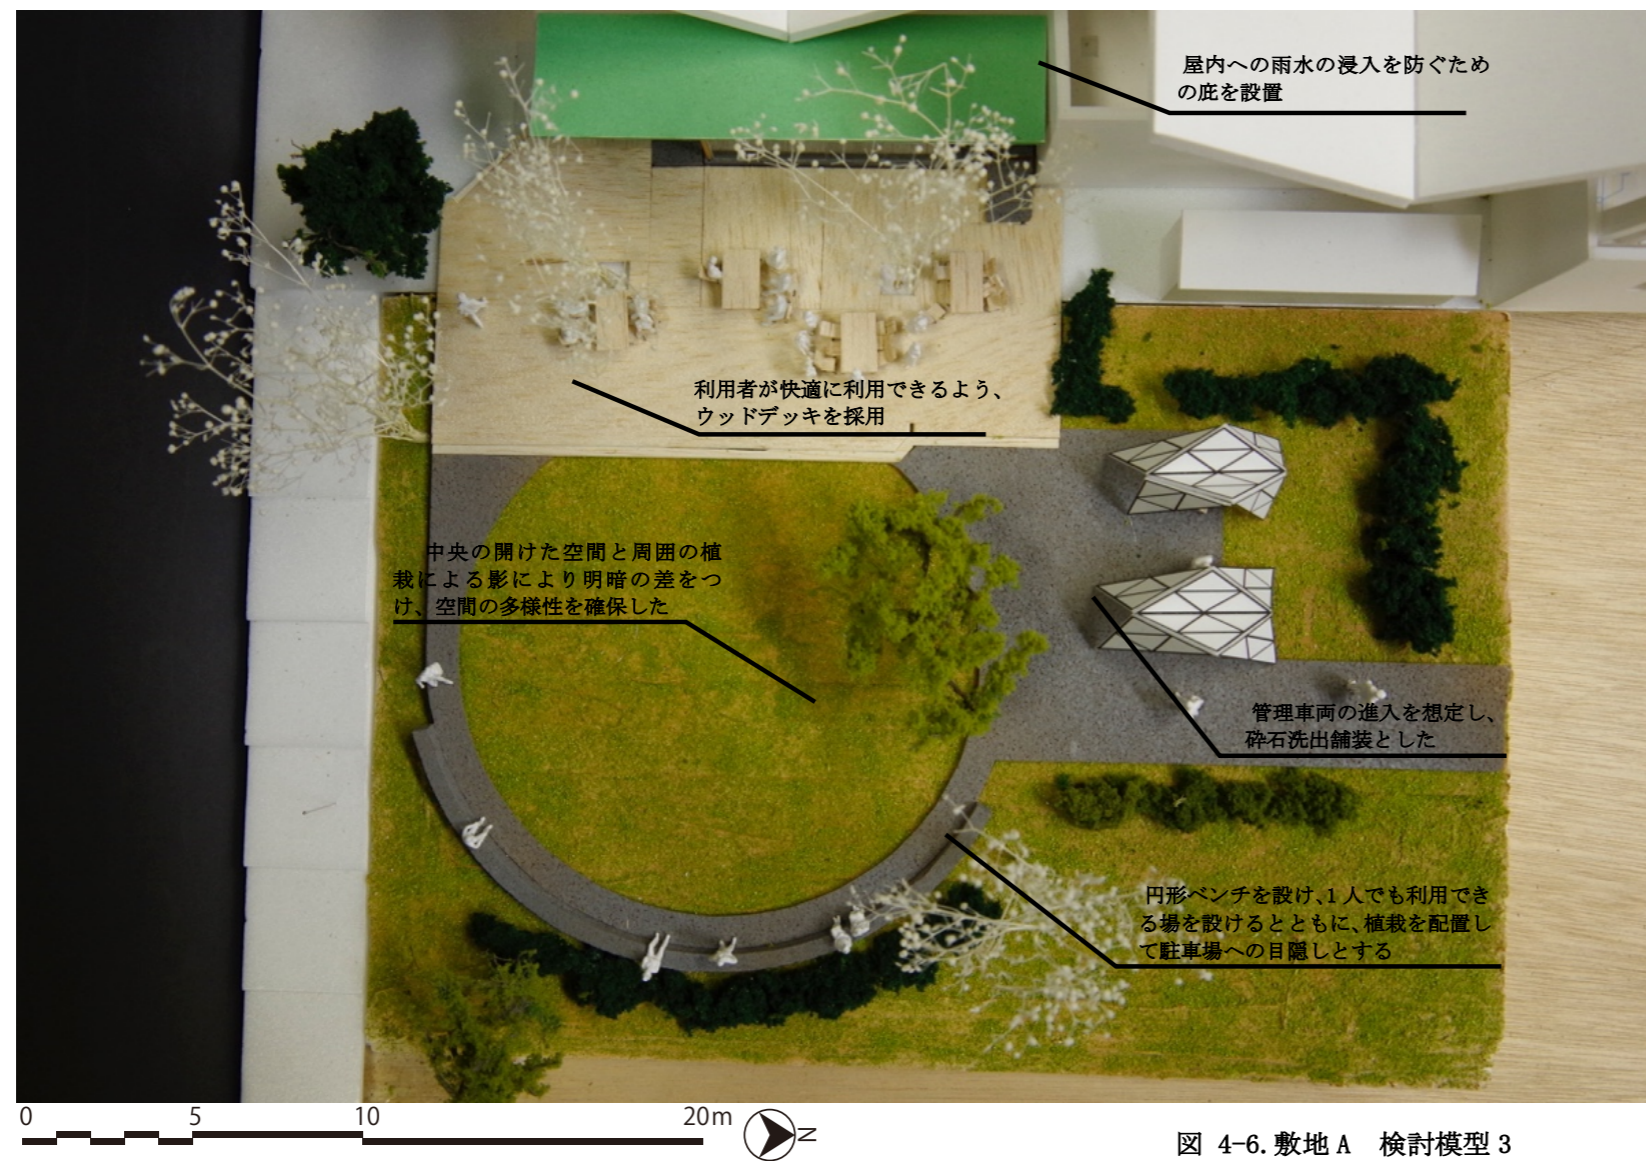 屋内への雨水の浸入を防ぐため
の庇を設置
利用者が快適に利用できるよう、
ウッドデッキを採用
中央の開けた空間と周囲の植
栽による影により明暗の差をつ
け、空間の多様性を確保した
管理車両の進入を想定し、
砕石洗出舗装とした
円形ベンチを設け、1人でも利用でき
る場を設けるとともに、植栽を配置し
て駐車場への目隠しとする
0 5 10 20m
N
図 4-6.敷地 A 検討模型 3